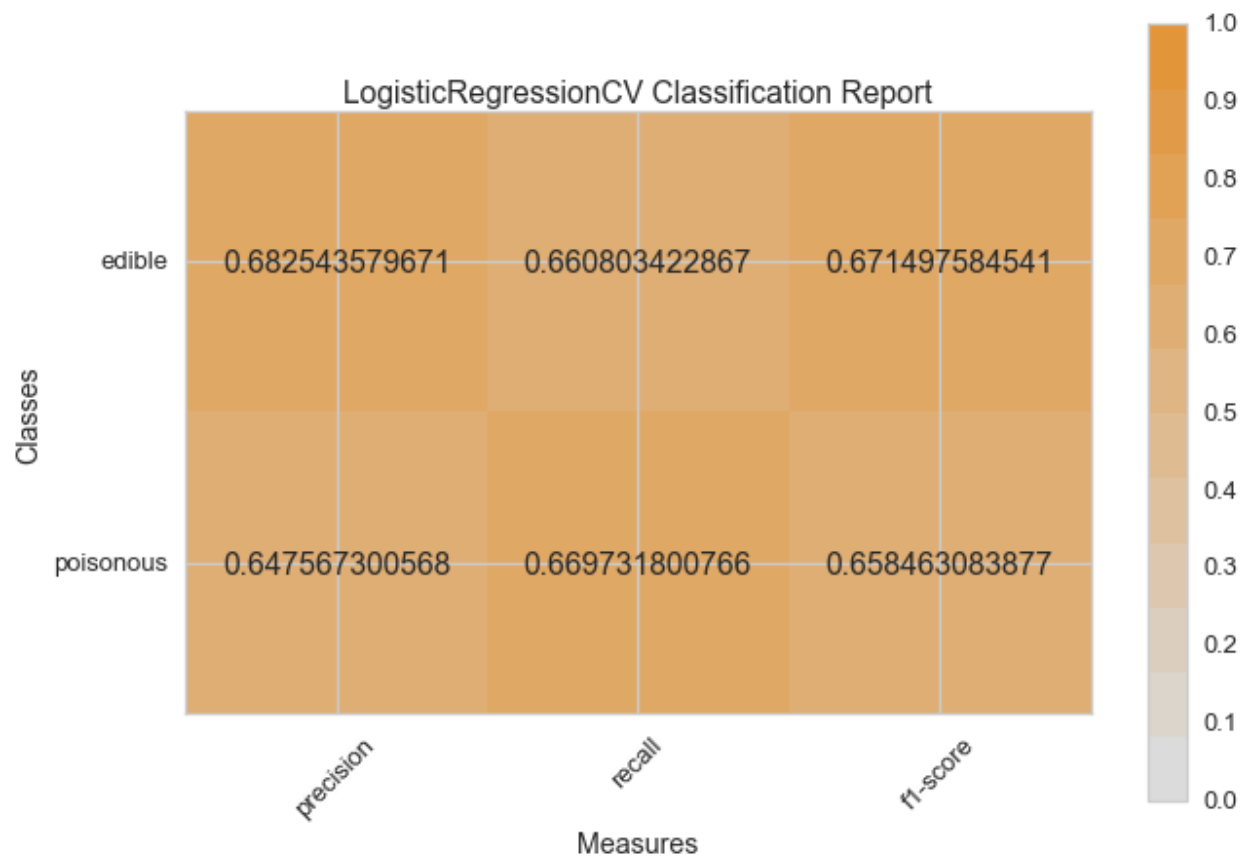 LogisticRegressionCV Classification Report
edible
0.682543579671 0.660803422867 0.671497584541
poisonous
0.647567300568 0.669731800766 0.658463083877
Classes
precision recall f1-score
Measures
1.0
0.9
0.8
0.7
0.6
0.5
0.4
0.3
0.2
0.1
0.0